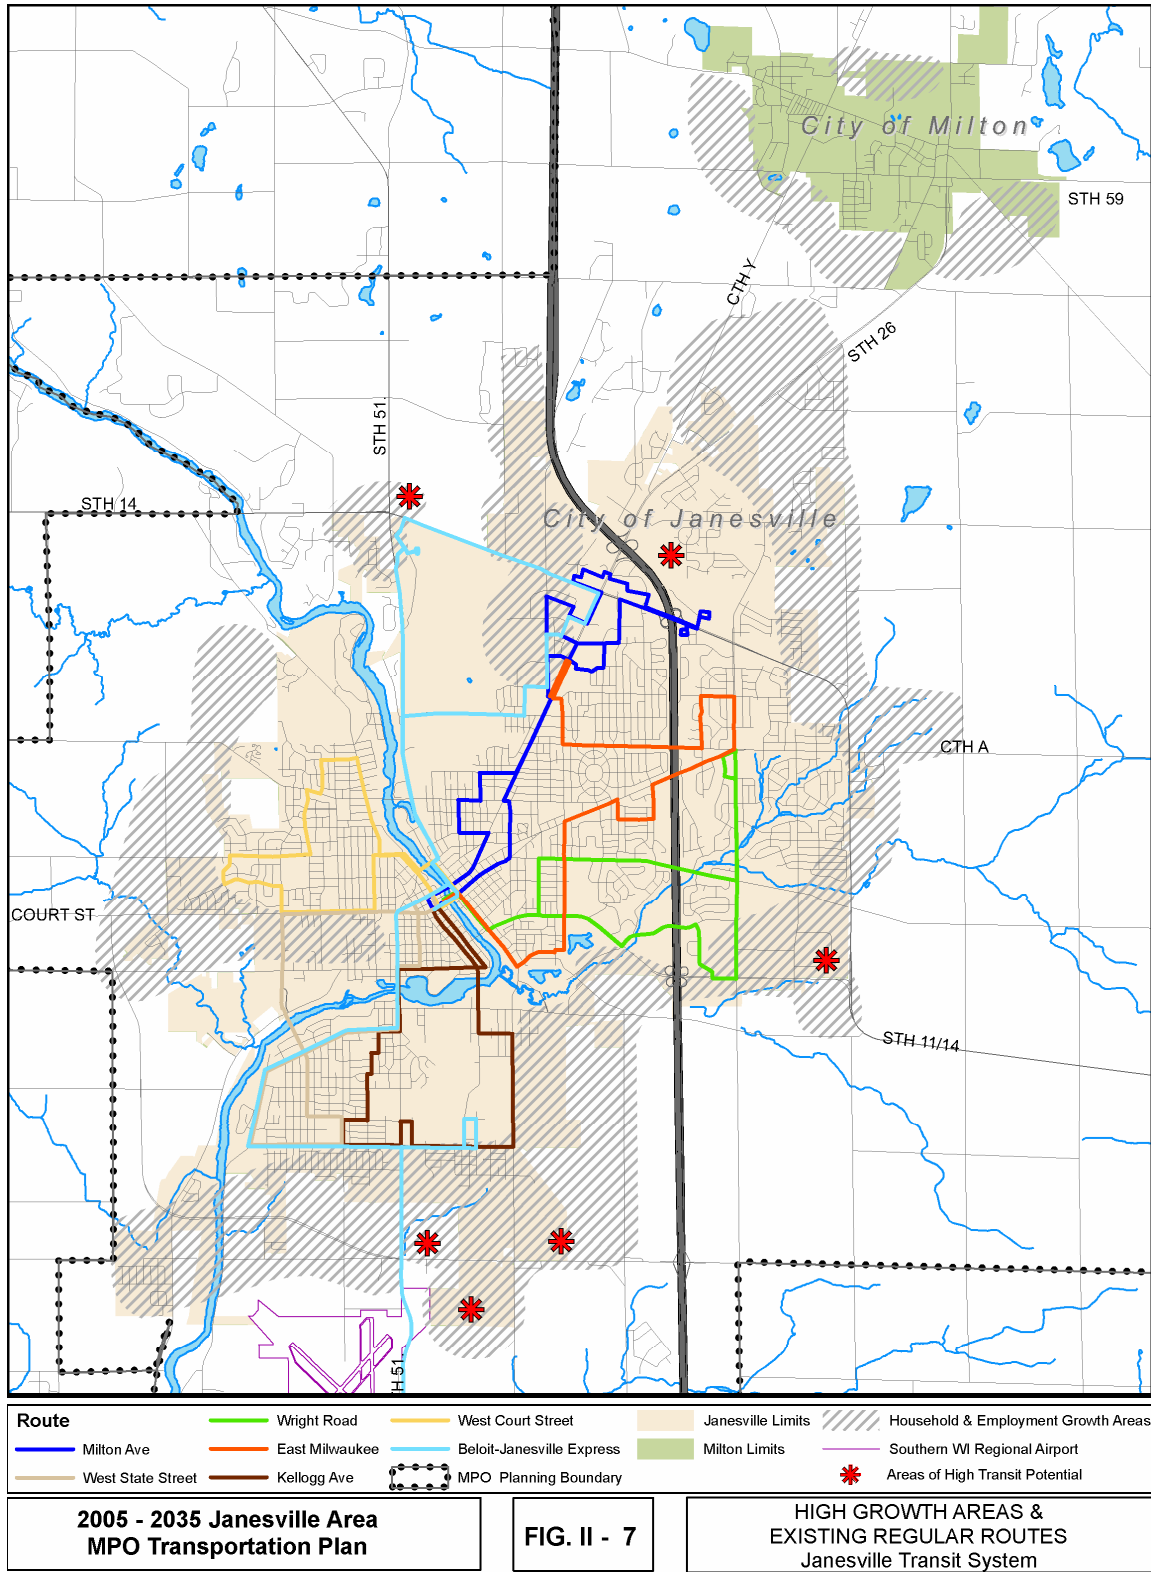 City of Milton
STH 59
CTH Y
STH 26
STH 51
STH 14
City of Janesville
CTH A
COURT ST
STH 11/14
H 51
Route
Wright Road
West Court Street
Janesville Limits
Household & Employment Growth Areas
Milton Ave
East Milwaukee
Beloit-Janesville Express
Milton Limits
Southern WI Regional Airport
West State Street
Kellogg Ave
MPO Planning Boundary
Areas of High Transit Potential
2005 - 2035 Janesville Area
MPO Transportation Plan
FIG. II - 7
HIGH GROWTH AREAS &
EXISTING REGULAR ROUTES
Janesville Transit System